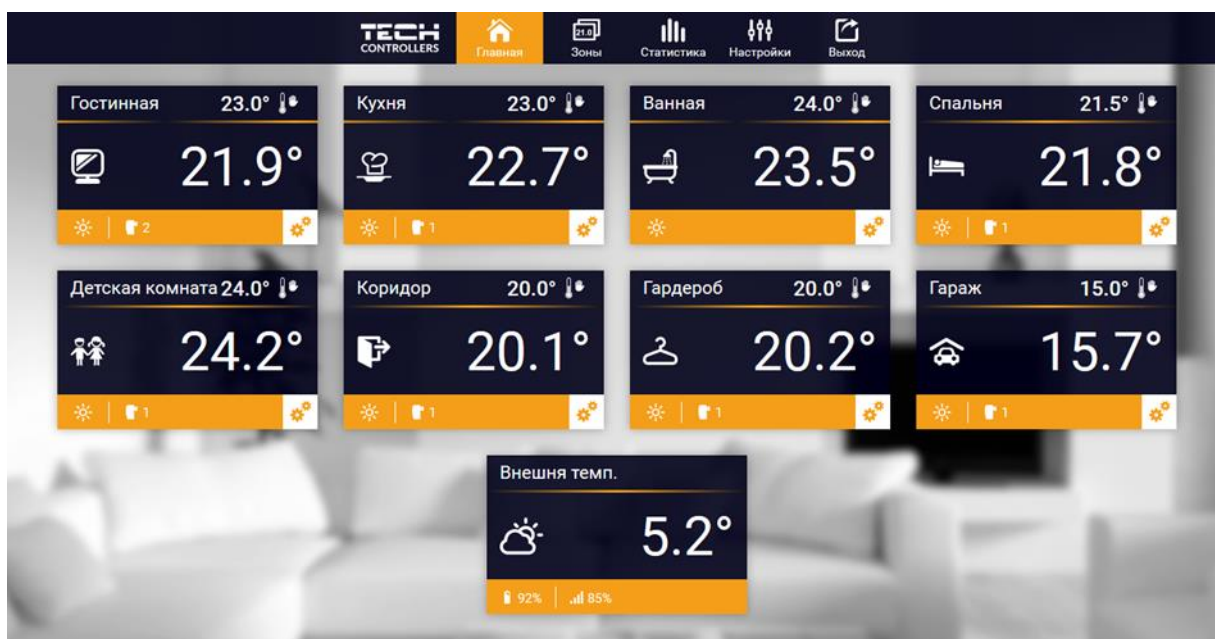 TECH
CONTROLLERS
Главная
21.0
Зоны
Статистика
Настройки
Выход
Гостинная 23.0°
21.9°
2
Кухня 23.0°
22.7°
1
Ванная 24.0°
23.5°
Спальня 21.5°
21.8°
1
Детская комната 24.0°
24.2°
1
Коридор 20.0°
20.1°
1
Гардероб 20.0°
20.2°
1
Гараж 15.0°
15.7°
1
Внешня темп.
5.2°
92% 85%